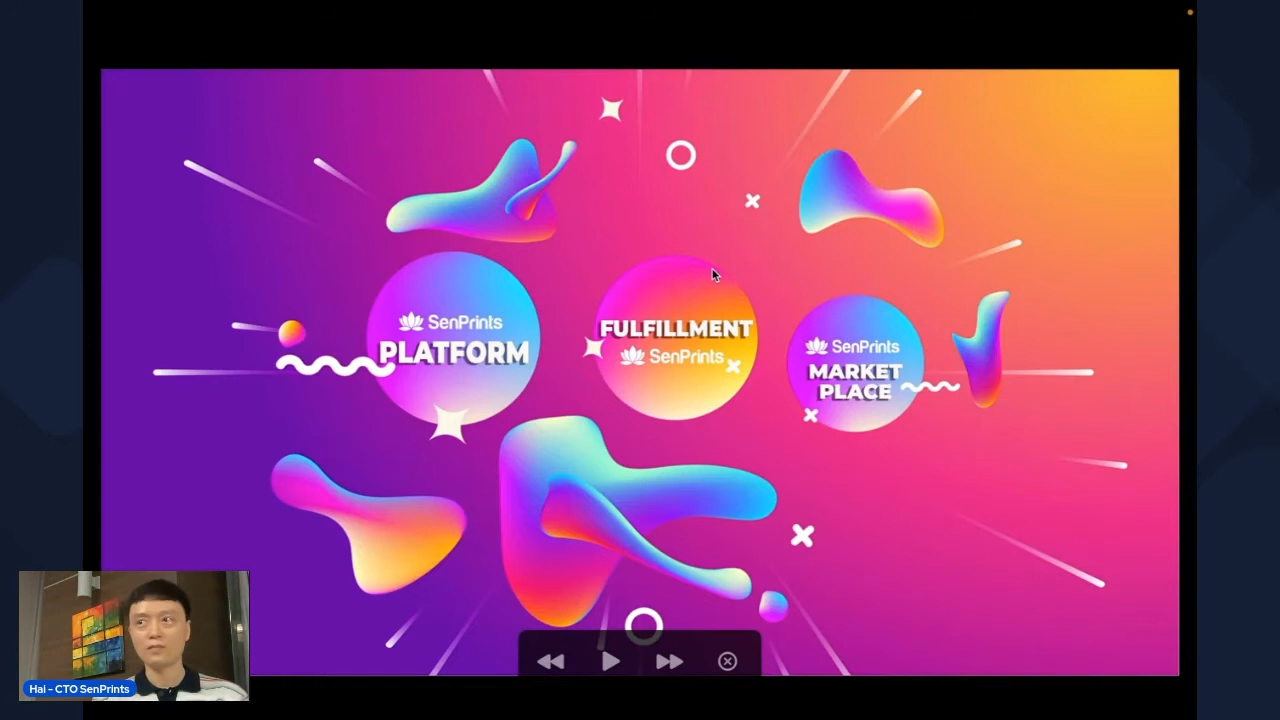 SenPrints
PLATFORM
FULFILLMENT
SenPrints
SenPrints
MARKET
PLACE
Hai - CTO SenPrints